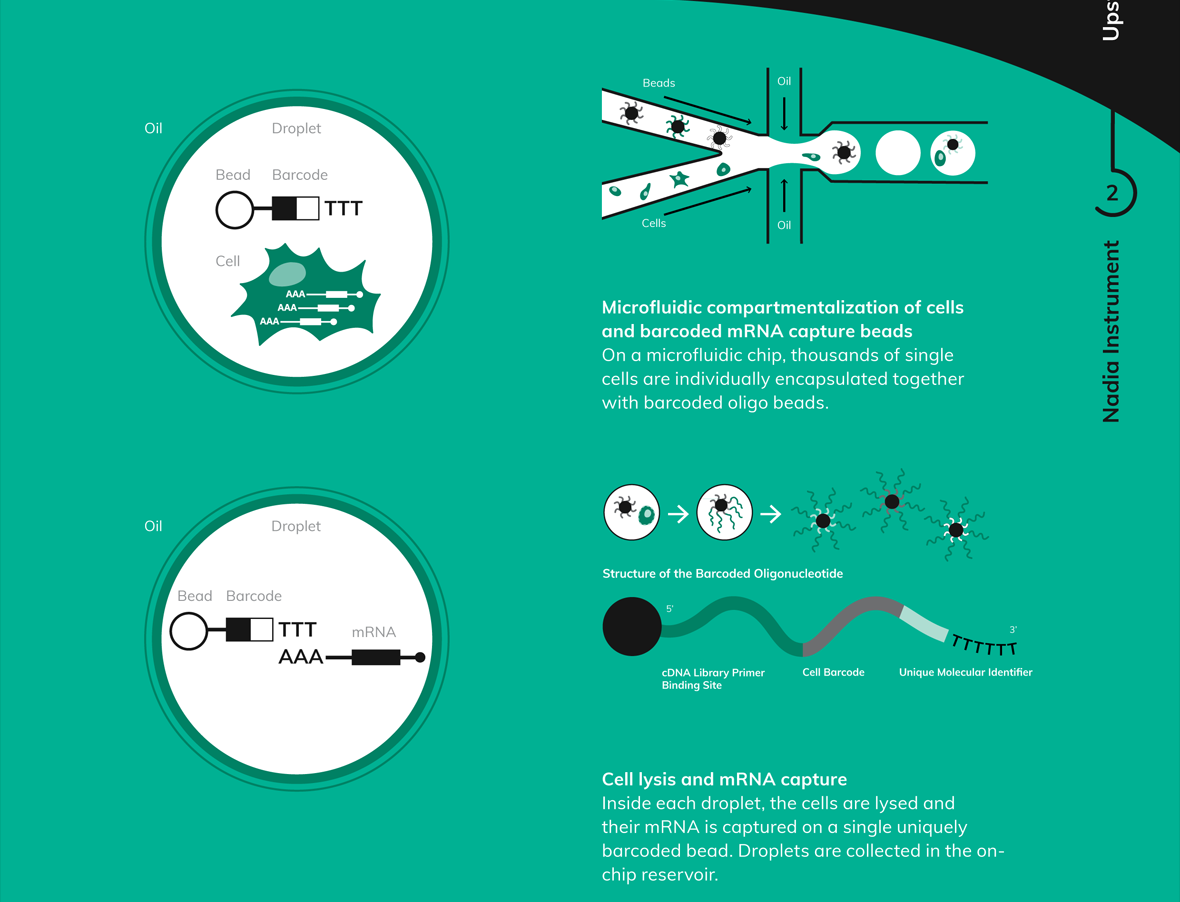 Oil
Droplet
Bead
Barcode
TTT
Cell
AAA
AAA
AAA
Beads
Oil
Cells
Oil
Ups
2
Nadia Instrument
Microfluidic compartmentalization of cells
and barcoded mRNA capture beads
On a microfluidic chip, thousands of single
cells are individually encapsulated together
with barcoded oligo beads.
Oil
Droplet
Bead
Barcode
TTT
mRNA
AAA
Structure of the Barcoded Oligonucleotide
5'
3'
TTTTTT
cDNA Library Primer
Binding Site
Cell Barcode
Unique Molecular Identifier
Cell lysis and mRNA capture
Inside each droplet, the cells are lysed and
their mRNA is captured on a single uniquely
barcoded bead. Droplets are collected in the on-
chip reservoir.